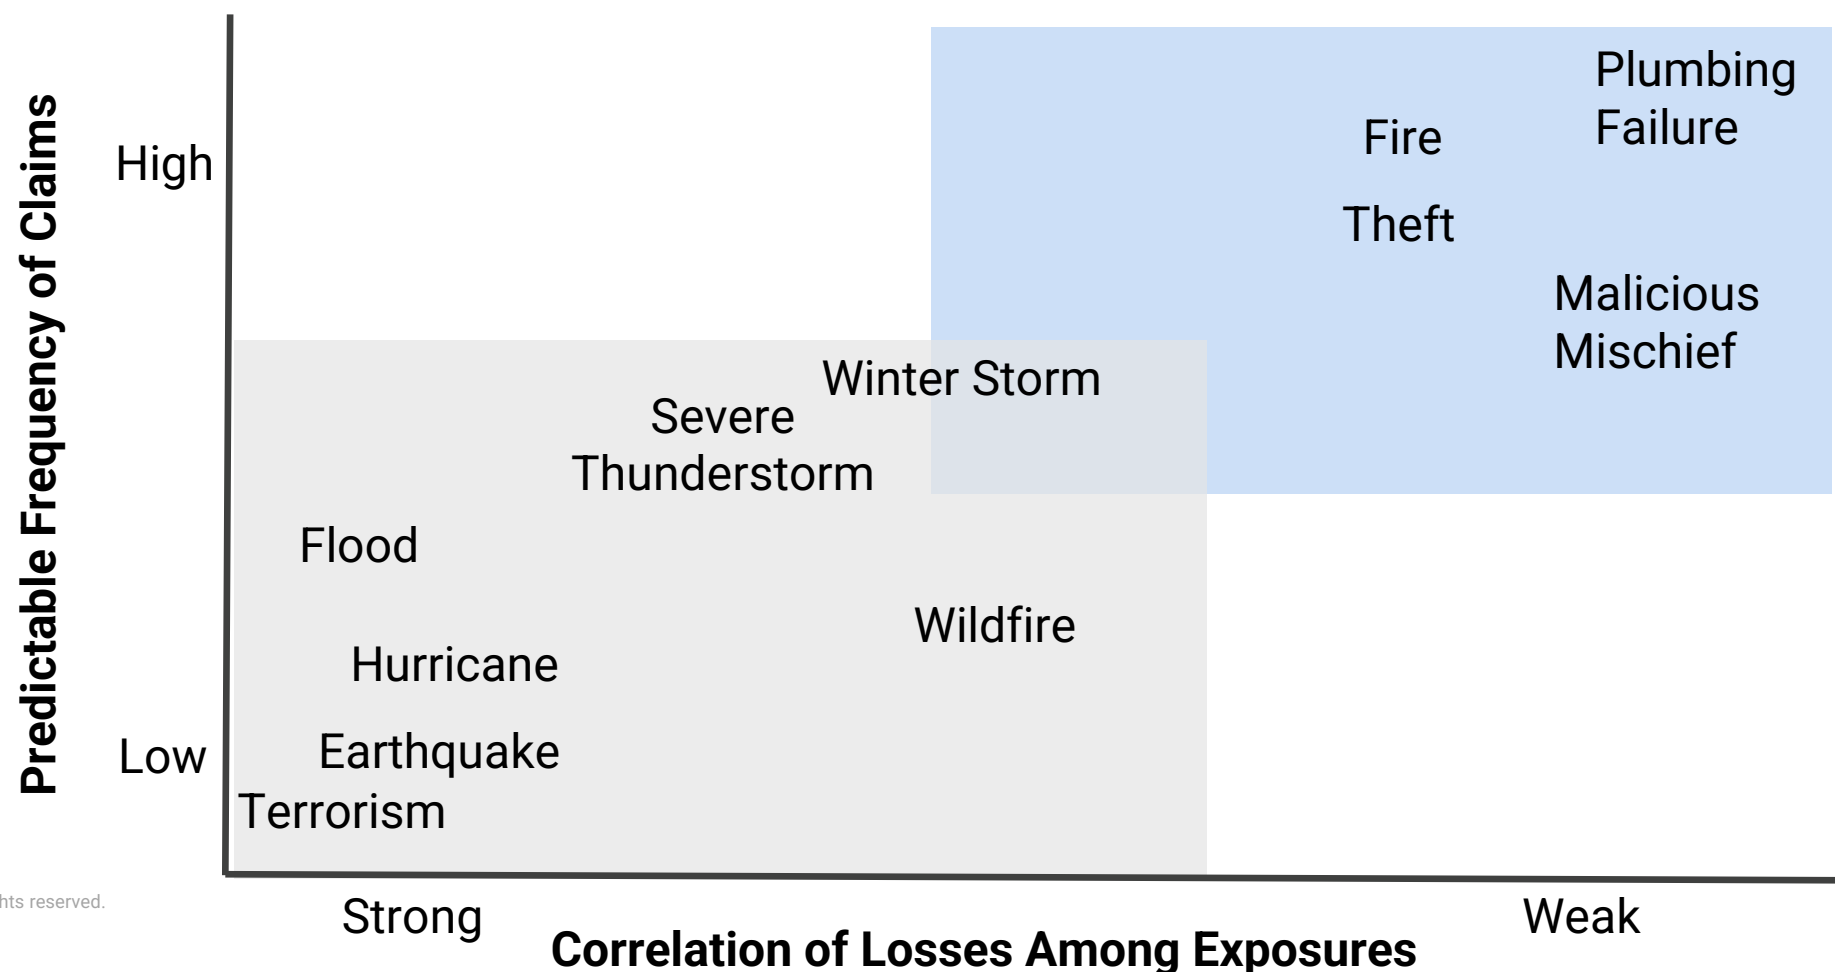 Predictable Frequency of Claims
High
Low
Plumbing
Failure
Fire
Theft
Malicious
Mischief
Winter Storm
Severe
Thunderstorm
Flood
Wildfire
Hurricane
Earthquake
Terrorism
Strong
Weak
Correlation of Losses Among Exposures
reserved.